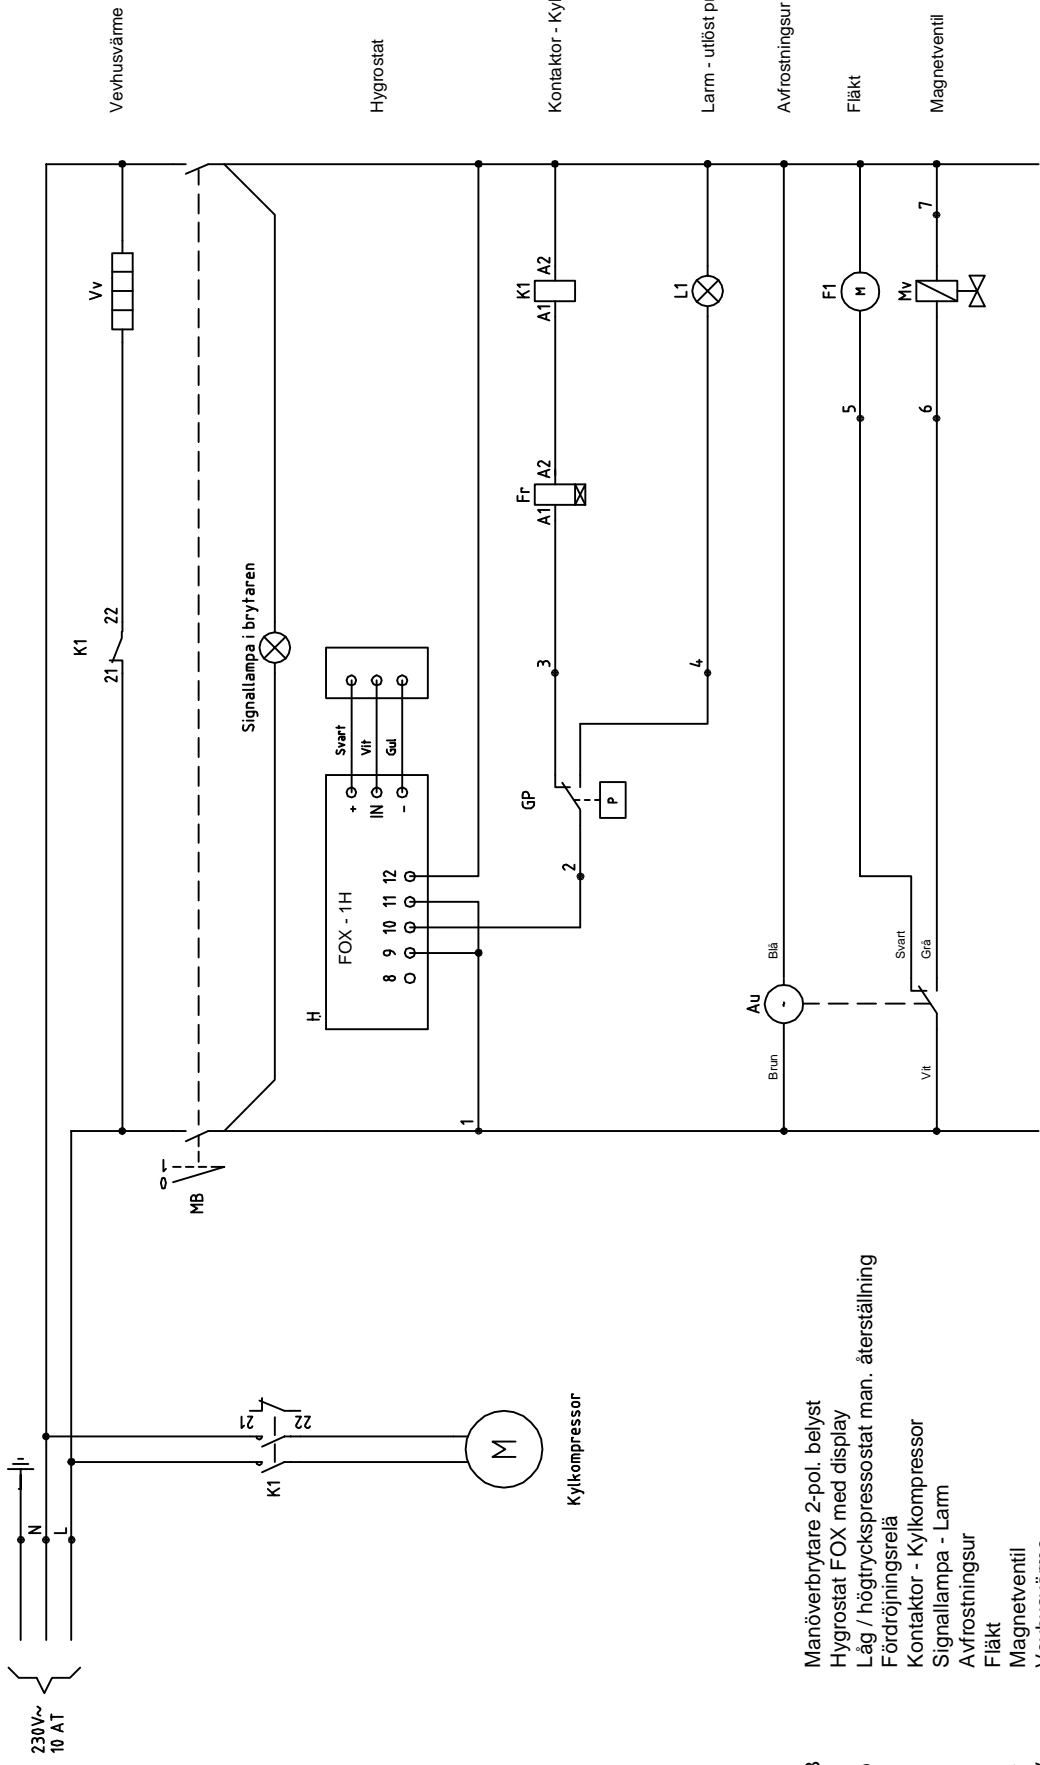 230V~
10 AT
N
L
K1
21
22
M
Kylkompressor
MB
0
1
K1
21
22
Vv
Vevhusvärme
Signallampa i brytaren
H
FOX - 1H
8
9
10
11
12
+
IN
-
Svart
Vit
Gul
Hygrostat
1
2
GP
P
3
Fr
A1
A2
K1
A1
A2
Kontaktor -
4
L1
Larm - utlöst
Au
~
Brun
Blå
Avfrostningsur
Svart
5
F1
M
Fläkt
Vit
Grå
6
Mv
7
Magnetventil
Manöverbrytare 2-pol. belyst
Hygrostat FOX med display
Låg / högtryckspressostat man. återställning
Fördröjningsrelä
Kontaktor - Kylkompressor
Signallampa - Larm
Avfrostningsur
Fläkt
Magnetventil